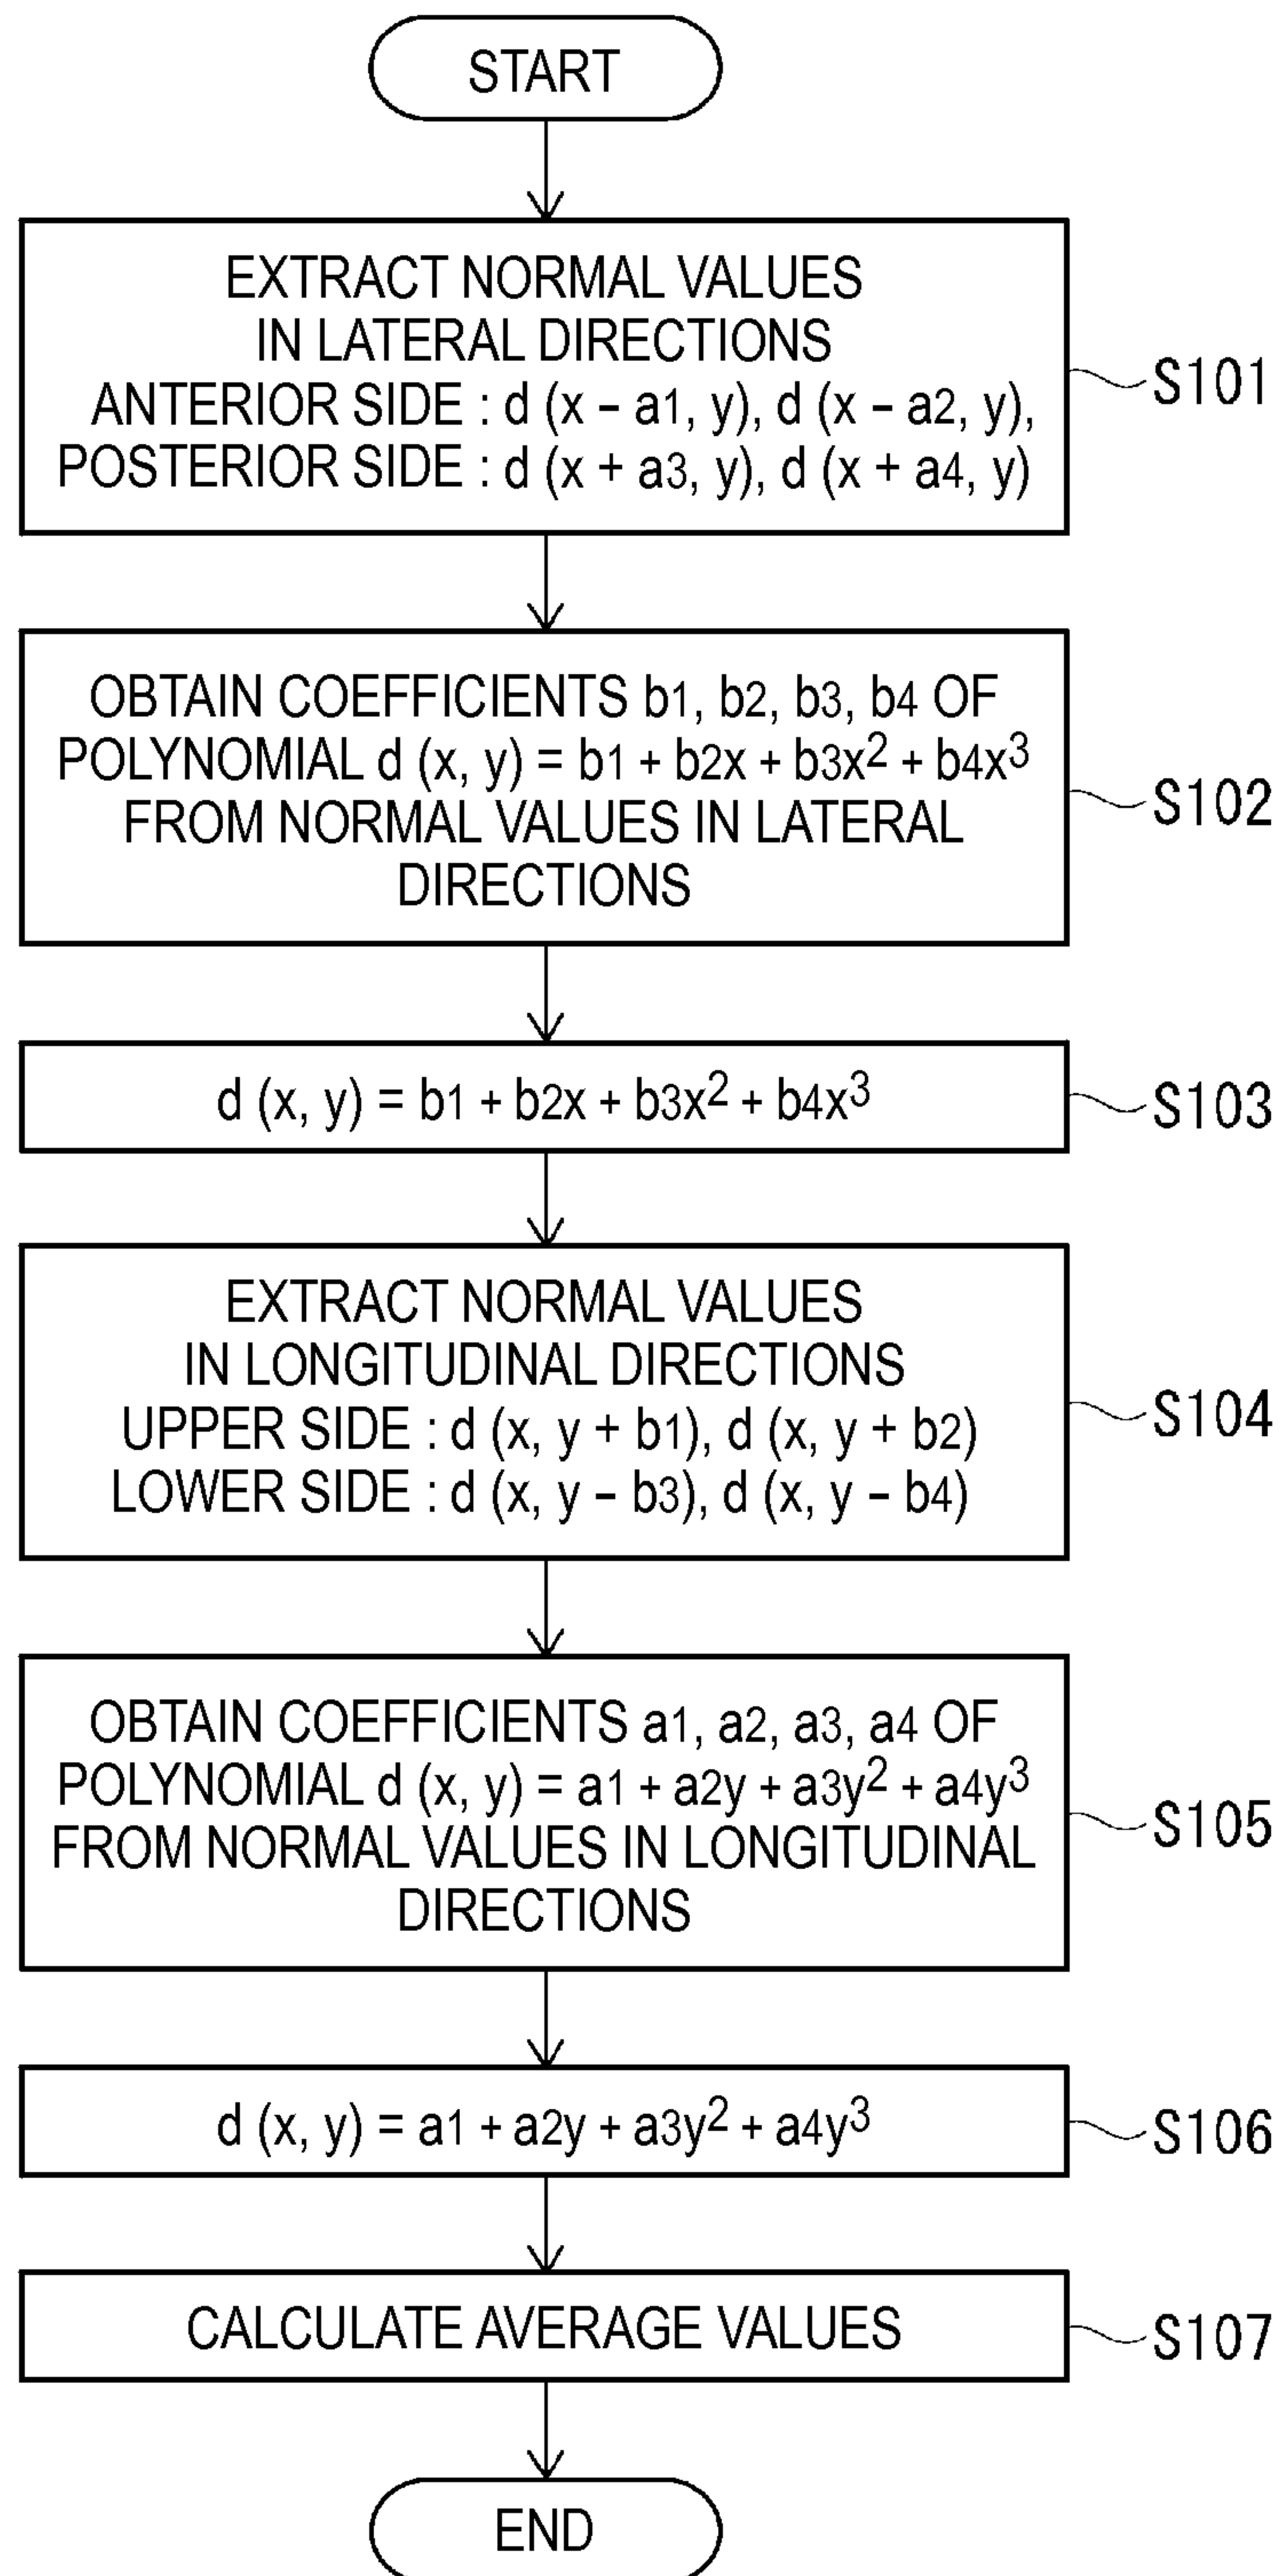 START
EXTRACT NORMAL VALUES
IN LATERAL DIRECTIONS
ANTERIOR SIDE : d (x – a1, y), d (x – a2, y),
POSTERIOR SIDE : d (x + a3, y), d (x + a4, y)
S101
OBTAIN COEFFICIENTS b1, b2, b3, b4 OF
POLYNOMIAL d (x, y) = b1 + b2x + b3x² + b4x³
FROM NORMAL VALUES IN LATERAL
DIRECTIONS
S102
d (x, y) = b1 + b2x + b3x² + b4x³
S103
EXTRACT NORMAL VALUES
IN LONGITUDINAL DIRECTIONS
UPPER SIDE : d (x, y + b1), d (x, y + b2)
LOWER SIDE : d (x, y – b3), d (x, y – b4)
S104
OBTAIN COEFFICIENTS a1, a2, a3, a4 OF
POLYNOMIAL d (x, y) = a1 + a2y + a3y² + a4y³
FROM NORMAL VALUES IN LONGITUDINAL
DIRECTIONS
S105
d (x, y) = a1 + a2y + a3y² + a4y³
S106
CALCULATE AVERAGE VALUES
S107
END